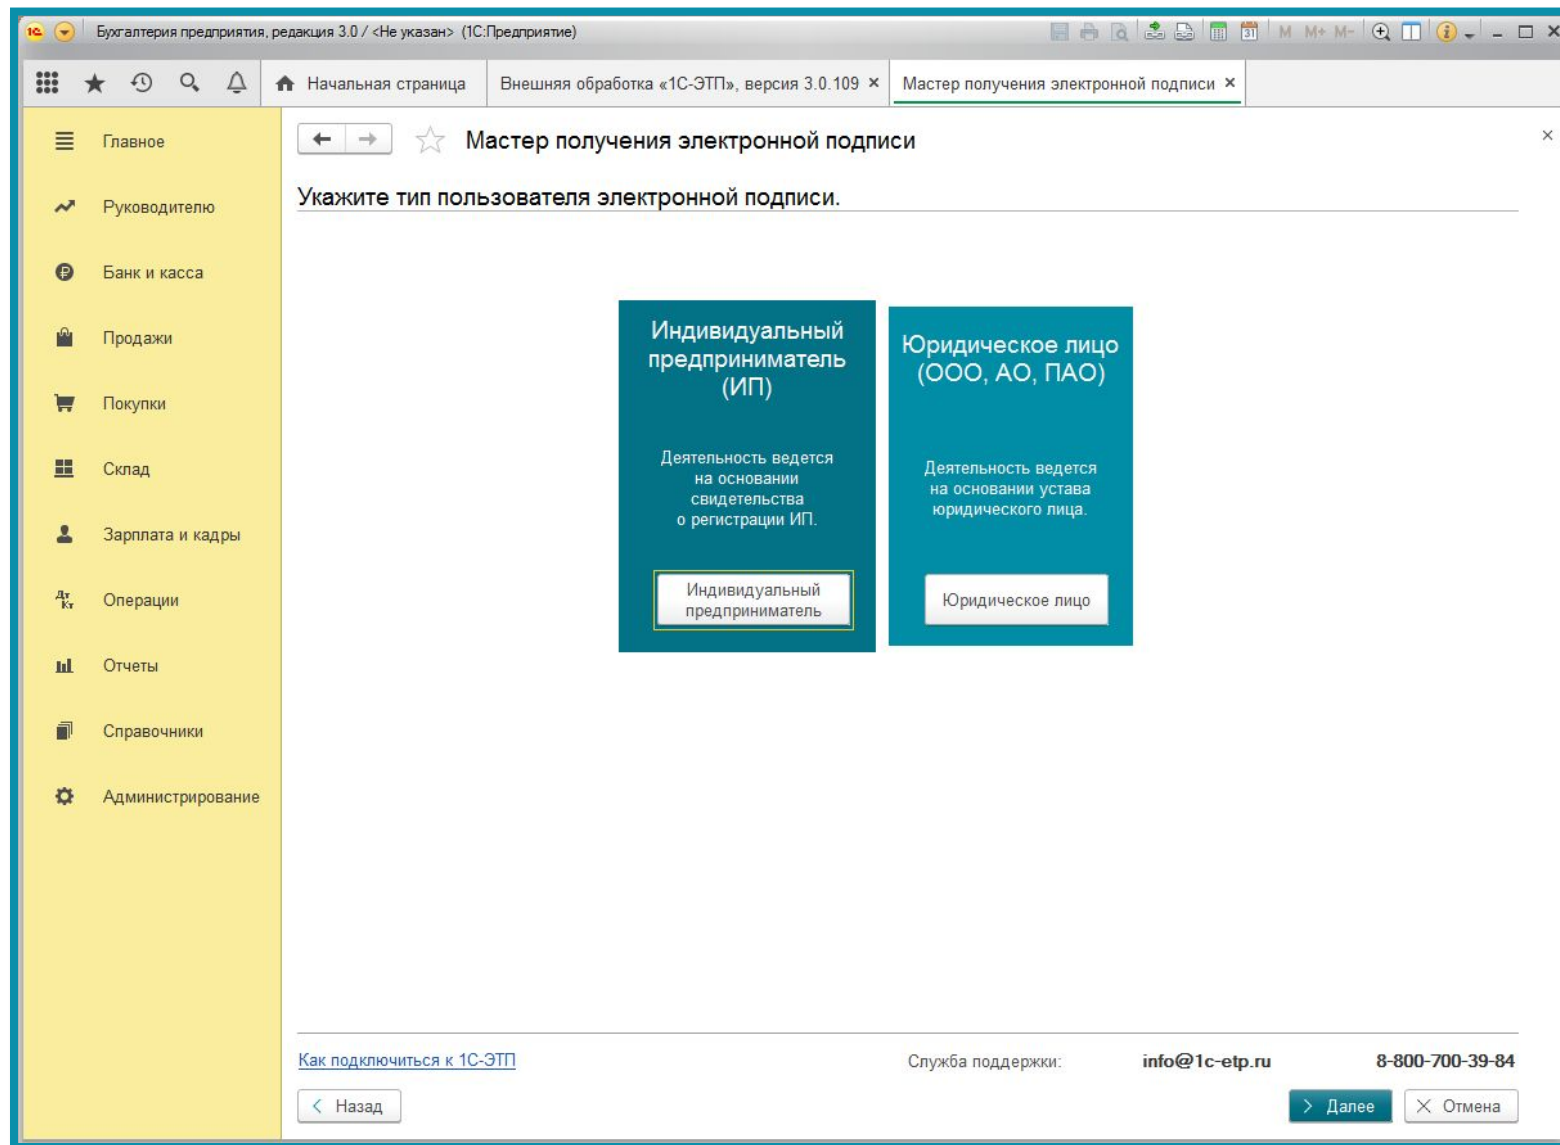 1С Бухгалтерия предприятия, редакция 3.0 / <Не указан> (1С:Предприятие)
31 M M+ M-
Начальная страница Внешняя обработка «1С-ЭТП», версия 3.0.109 Мастер получения электронной подписи
Главное
Руководителю
Банк и касса
Продажи
Покупки
Склад
Зарплата и кадры
Дт
Кт
Операции
Отчеты
Справочники
Администрирование
Мастер получения электронной подписи
Укажите тип пользователя электронной подписи.
Индивидуальный
предприниматель
(ИП)
Деятельность ведется
на основании
свидетельства
о регистрации ИП.
Индивидуальный
предприниматель
Юридическое лицо
(ООО, АО, ПАО)
Деятельность ведется
на основании устава
юридического лица.
Юридическое лицо
Как подключиться к 1С-ЭТП Служба поддержки: info@1c-etp.ru 8-800-700-39-84
Назад Далее Отмена